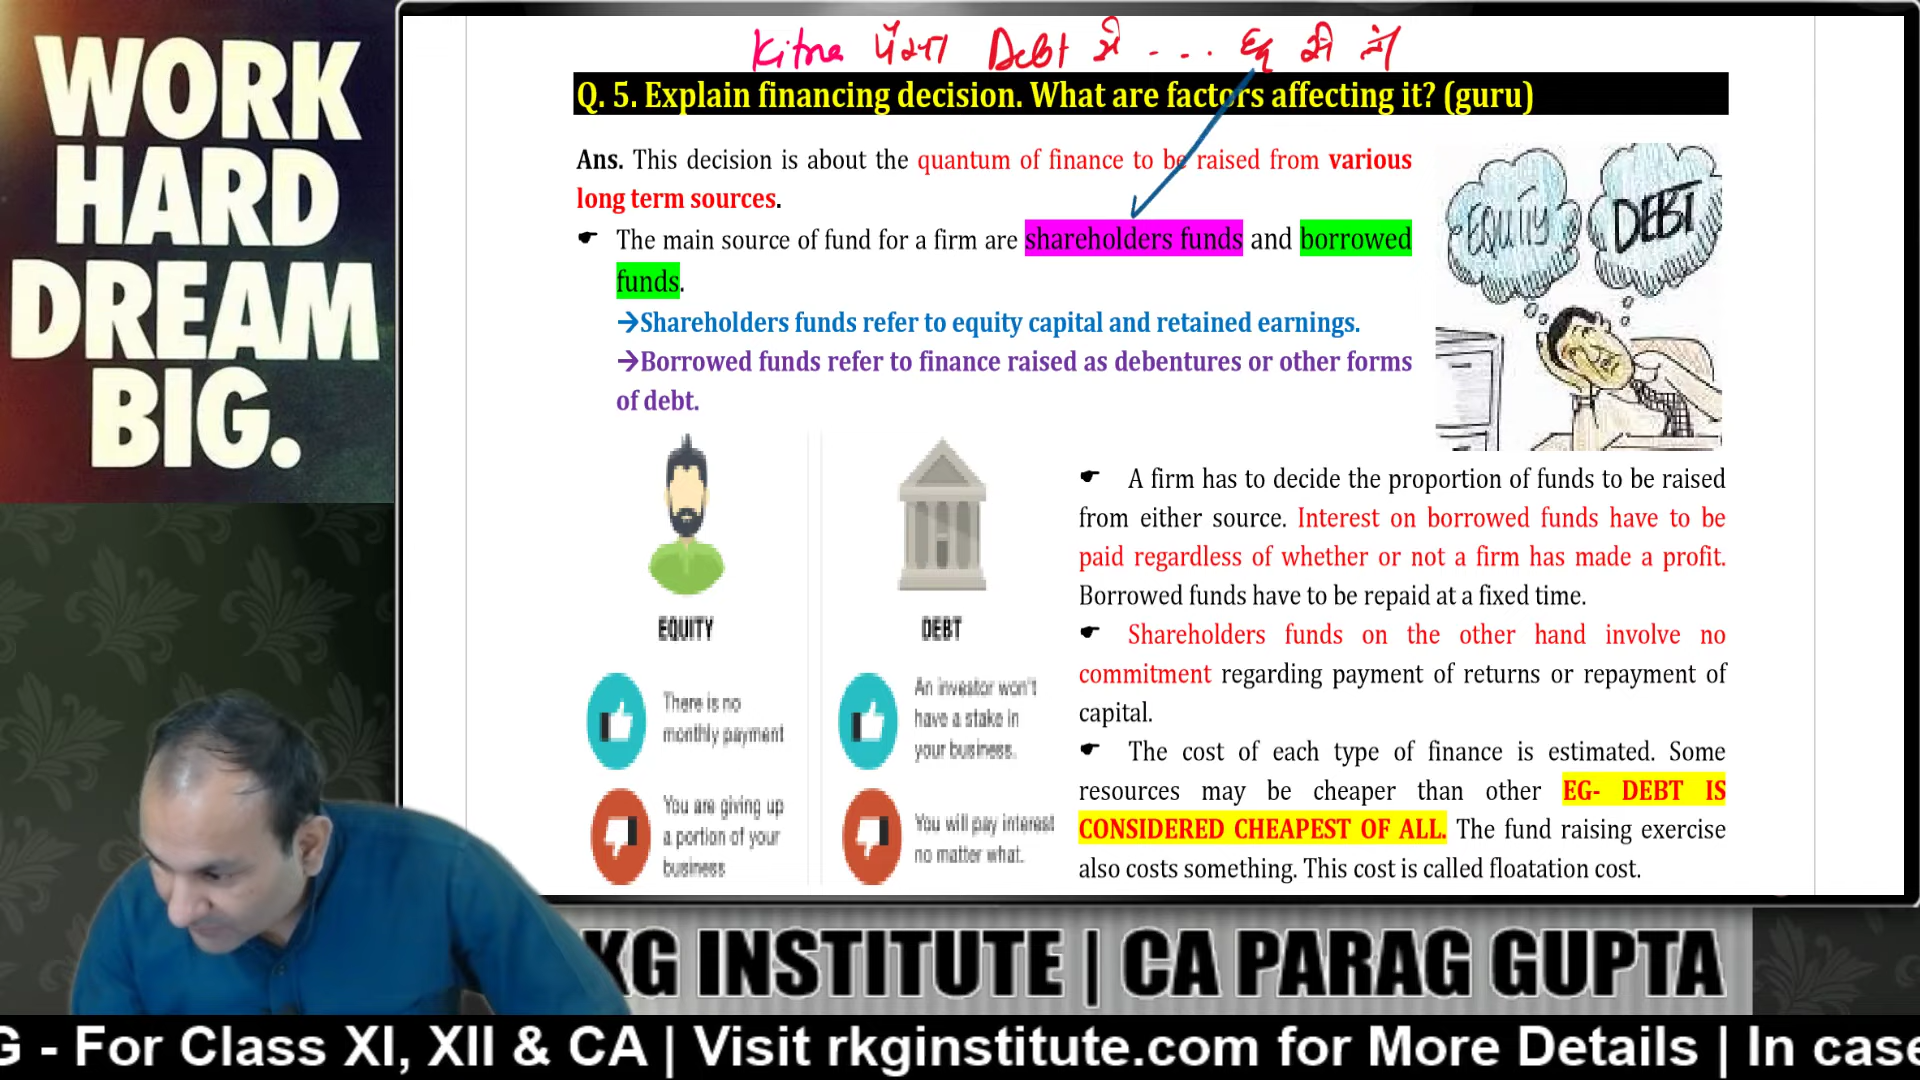 WORK
HARD
DREAM
BIG.
Kitna पैसा Debt से ... इक्विटी से
Q. 5. Explain financing decision. What are factors affecting it? (guru)
Ans. This decision is about the quantum of finance to be raised from various
long term sources.
The main source of fund for a firm are shareholders funds and borrowed
funds.
→Shareholders funds refer to equity capital and retained earnings.
→Borrowed funds refer to finance raised as debentures or other forms
of debt.
EQUITY
DEBT
EQUITY
There is no
monthly payment
You are giving up
a portion of your
business
DEBT
An investor won't
have a stake in
your business.
You will pay interest
no matter what.
A firm has to decide the proportion of funds to be raised
from either source. Interest on borrowed funds have to be
paid regardless of whether or not a firm has made a profit.
Borrowed funds have to be repaid at a fixed time.
Shareholders funds on the other hand involve no
commitment regarding payment of returns or repayment of
capital.
The cost of each type of finance is estimated. Some
resources may be cheaper than other EG- DEBT IS
CONSIDERED CHEAPEST OF ALL. The fund raising exercise
also costs something. This cost is called floatation cost.
KG INSTITUTE | CA PARAG GUPTA
G - For Class XI, XII & CA | Visit rkginstitute.com for More Details | In case